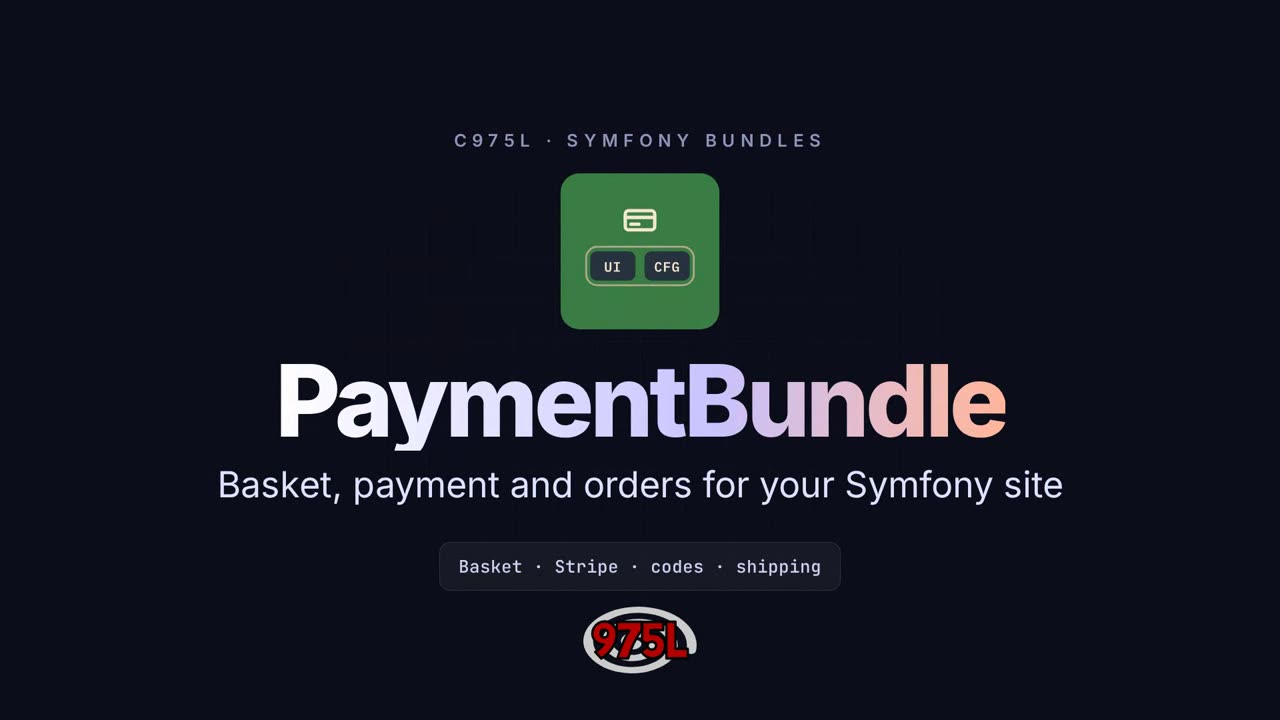 C975L · SYMFONY BUNDLES
UI CFG
PaymentBundle
Basket, payment and orders for your Symfony site
Basket · Stripe · codes · shipping
975L